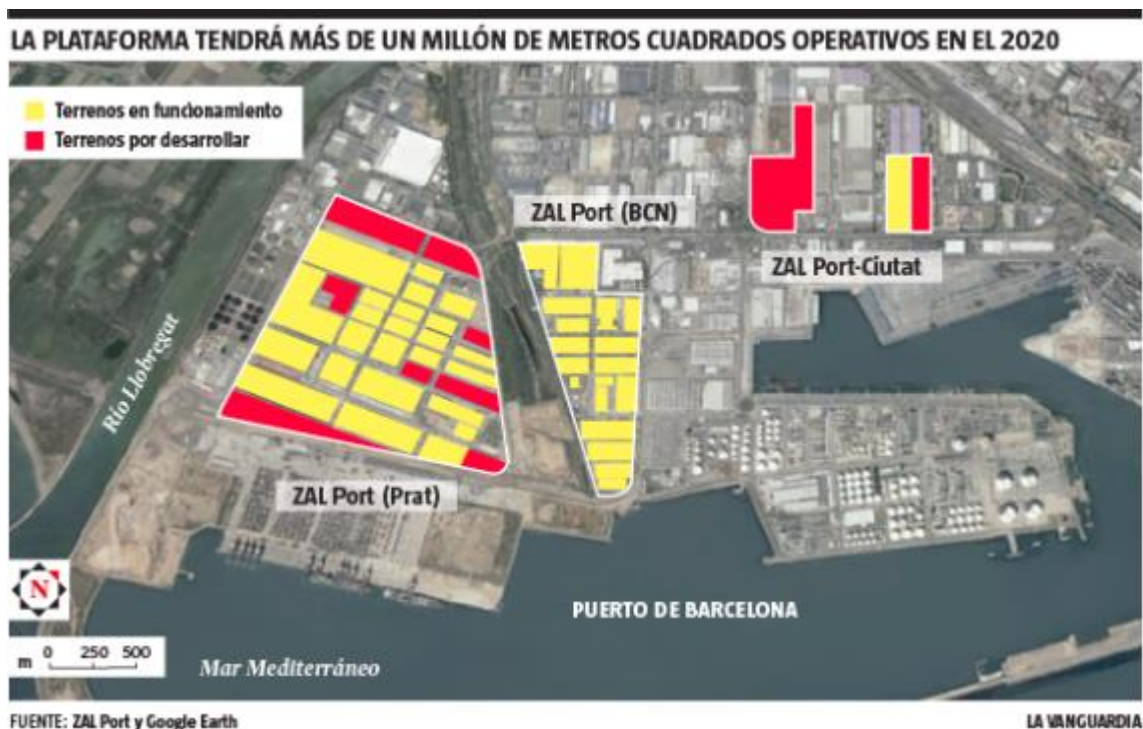 LA PLATAFORMA TENDRÁ MÁS DE UN MILLÓN DE METROS CUADRADOS OPERATIVOS EN EL 2020
Terrenos en funcionamiento
Terrenos por desarrollar
ZAL Port (BCN)
ZAL Port-Ciutat
Río Llobregat
ZAL Port (Prat)
N
PUERTO DE BARCELONA
m 0 250 500
Mar Mediterráneo
FUENTE: ZAL Port y Google Earth
LA VANGUARDIA